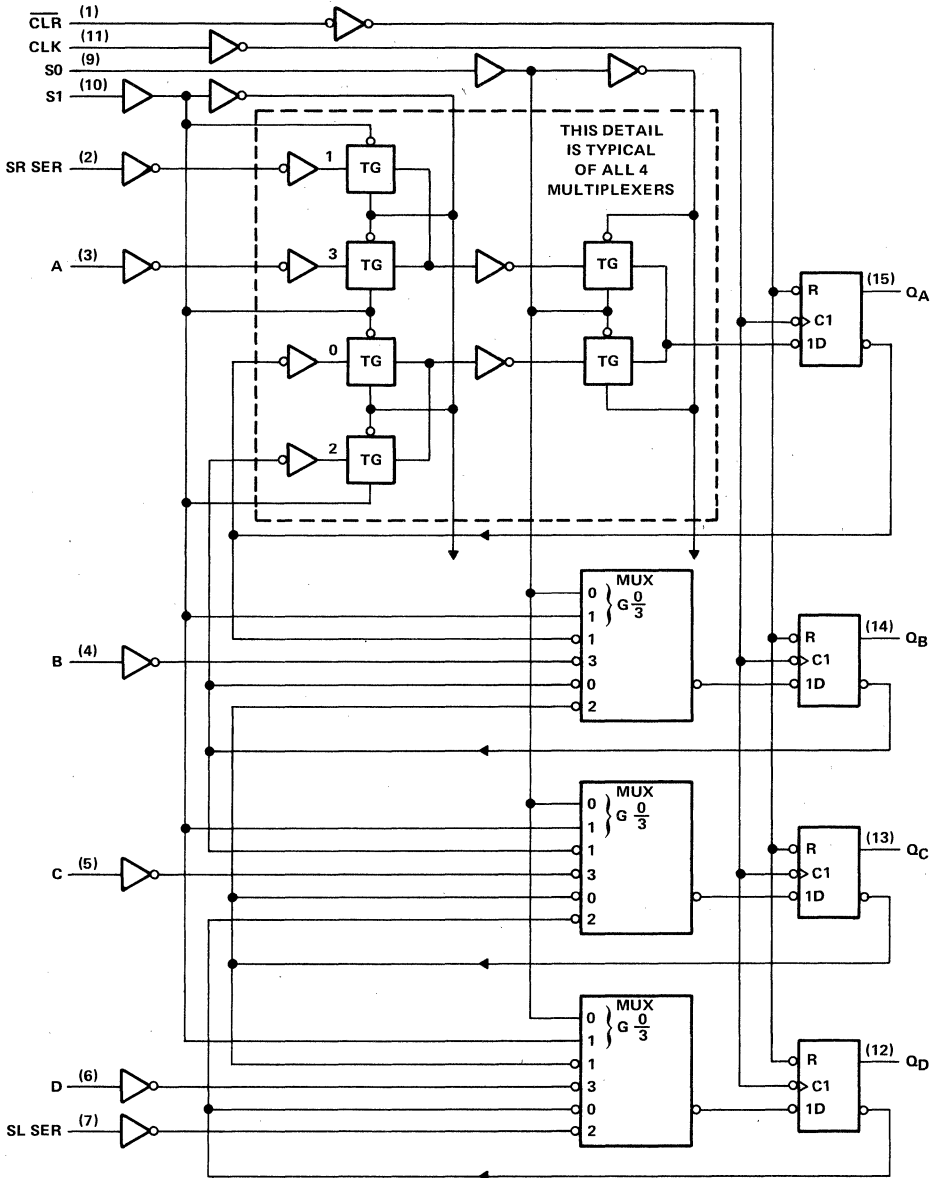 C̅L̅R̅ (1)
CLK (11)
S0 (9)
S1 (10)
THIS DETAIL
IS TYPICAL
OF ALL 4
MULTIPLEXERS
SR SER (2)
1 TG
A (3)
3 TG
TG
0 TG
TG
2 TG
R (15) QA
C1
1D
MUX
0
1
G 0/3
1
B (4)
3
0
2
R (14) QB
C1
1D
MUX
0
1
G 0/3
1
C (5)
3
0
2
R (13) QC
C1
1D
MUX
0
1
G 0/3
1
D (6)
3
0
SL SER (7)
2
R (12) QD
C1
1D